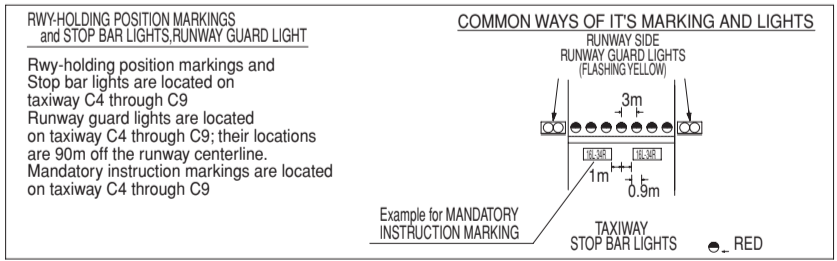 RWY-HOLDING POSITION MARKINGS
and STOP BAR LIGHTS,RUNWAY GUARD LIGHT
Rwy-holding position markings and
Stop bar lights are located on
taxiway C4 through C9
Runway guard lights are located
on taxiway C4 through C9; their locations
are 90m off the runway centerline.
Mandatory instruction markings are located
on taxiway C4 through C9
COMMON WAYS OF IT'S MARKING AND LIGHTS
RUNWAY SIDE
RUNWAY GUARD LIGHTS
(FLASHING YELLOW)
3m
16L-34R 16L-34R
1m
0.9m
Example for MANDATORY
INSTRUCTION MARKING
TAXIWAY
STOP BAR LIGHTS
RED